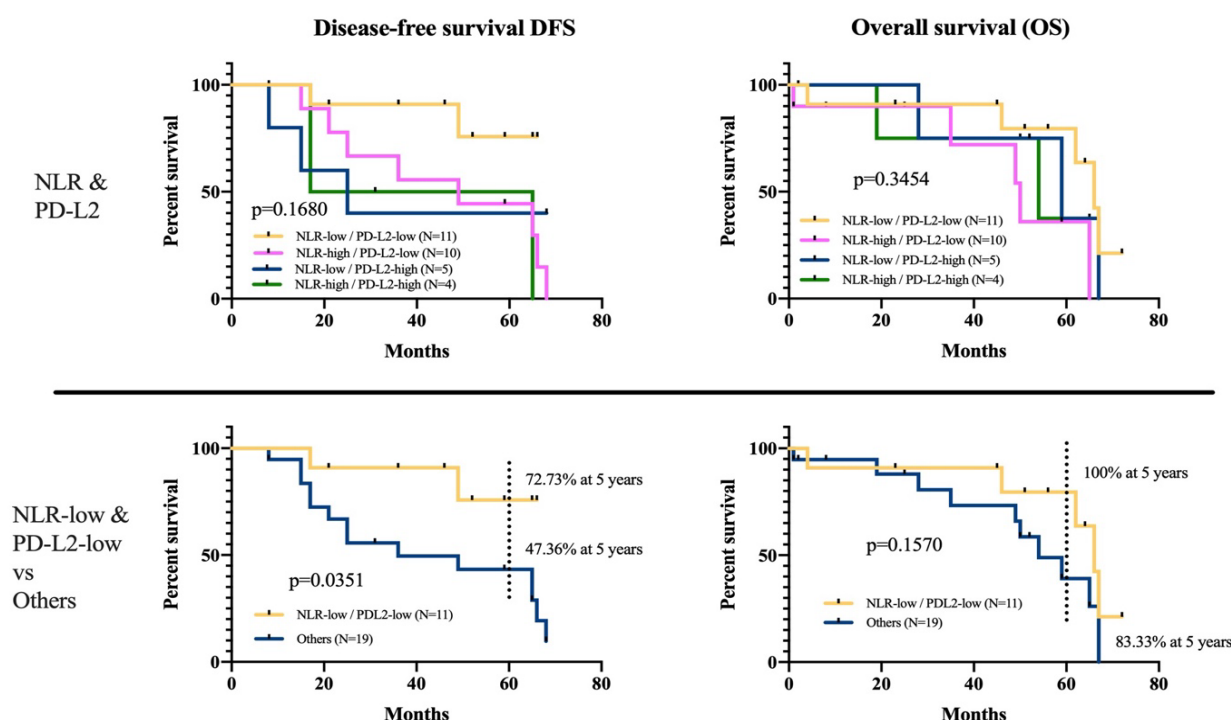 Disease-free survival DFS
Overall survival (OS)
NLR &
PD-L2
Percent survival
100
50
0
p=0.1680
NLR-low / PD-L2-low (N=11)
NLR-high / PD-L2-low (N=10)
NLR-low / PD-L2-high (N=5)
NLR-high / PD-L2-high (N=4)
0 20 40 60 80
Months
Percent survival
100
50
0
p=0.3454
NLR-low / PD-L2-low (N=11)
NLR-high / PD-L2-low (N=10)
NLR-low / PD-L2-high (N=5)
NLR-high / PD-L2-high (N=4)
0 20 40 60 80
Months
NLR-low &
PD-L2-low
vs
Others
Percent survival
100
50
0
72.73% at 5 years
47.36% at 5 years
p=0.0351
NLR-low / PDL2-low (N=11)
Others (N=19)
0 20 40 60 80
Months
Percent survival
100
50
0
100% at 5 years
p=0.1570
NLR-low / PDL2-low (N=11)
Others (N=19)
83.33% at 5 years
0 20 40 60 80
Months